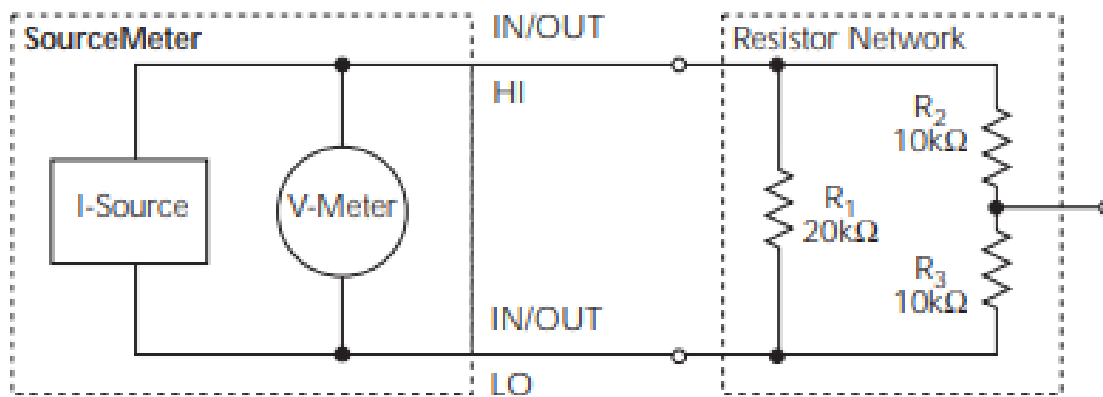 SourceMeter
IN/OUT
HI
Resistor Network
I-Source
V-Meter
R1
20kΩ
R2
10kΩ
R3
10kΩ
IN/OUT
LO